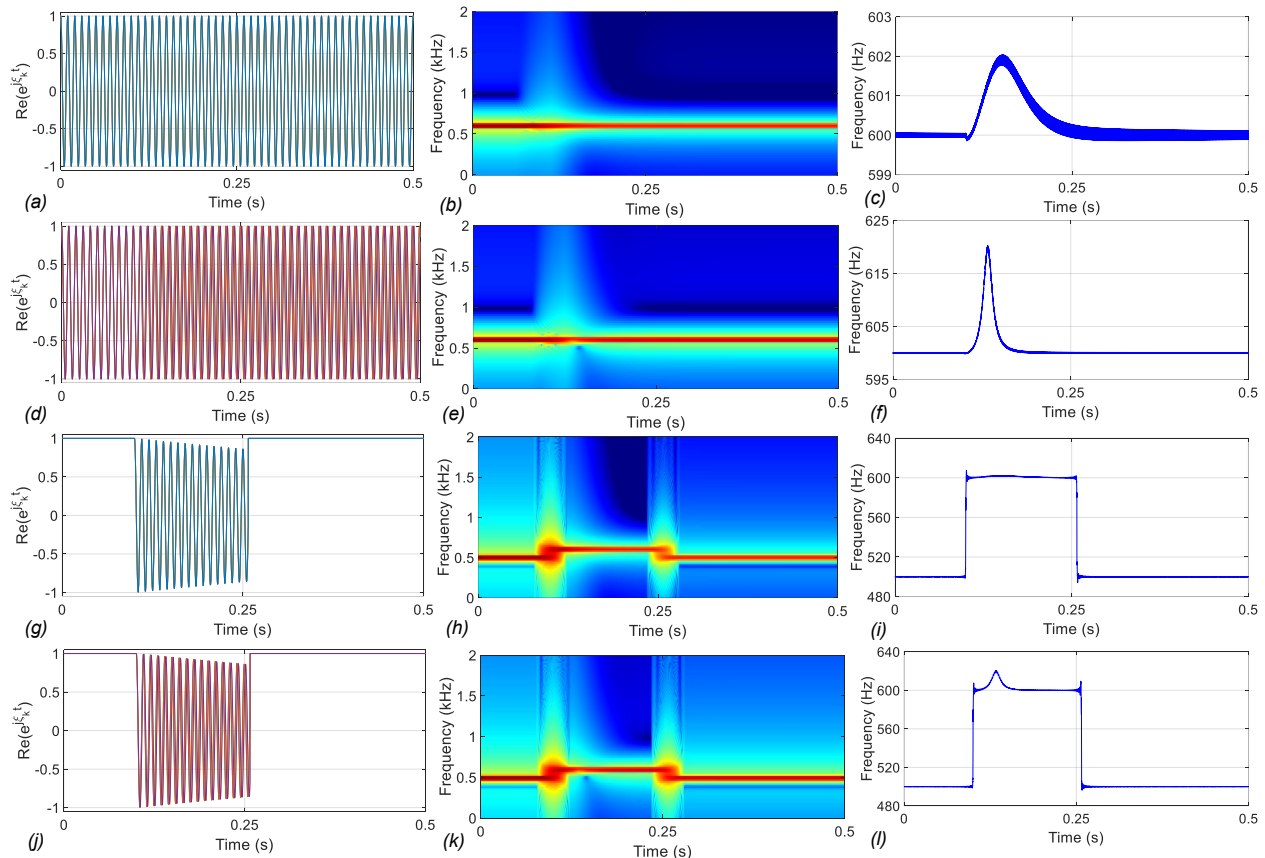 Re(e^{jξ_k t})
1
0.5
0
-0.5
-1
0 0.25 0.5
Time (s)
(a)
Frequency (kHz)
2
1.5
1
0.5
0
0 0.25 0.5
Time (s)
(b)
Frequency (Hz)
603
602
601
600
599
0 0.25 0.5
Time (s)
(c)
Re(e^{jξ_k t})
1
0.5
0
-0.5
-1
0 0.25 0.5
Time (s)
(d)
Frequency (kHz)
2
1.5
1
0.5
0
0 0.25 0.5
Time (s)
(e)
Frequency (Hz)
625
615
605
595
0 0.25 0.5
Time (s)
(f)
Re(e^{jξ_k t})
1
0.5
0
-0.5
-1
0 0.25 0.5
Time (s)
(g)
Frequency (kHz)
2
1.5
1
0.5
0
0 0.25 0.5
Time (s)
(h)
Frequency (Hz)
640
600
560
520
480
0 0.25 0.5
Time (s)
(i)
Re(e^{jξ_k t})
1
0.5
0
-0.5
-1
0 0.25 0.5
Time (s)
(j)
Frequency (kHz)
2
1.5
1
0.5
0
0 0.25 0.5
Time (s)
(k)
Frequency (Hz)
640
600
560
520
480
0 0.25 0.5
Time (s)
(l)